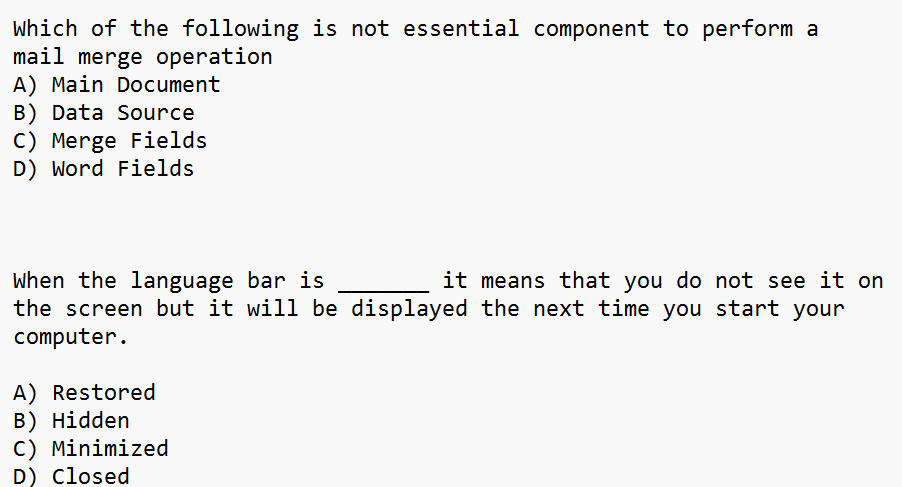 Which of the following is not essential component to perform a
mail merge operation
A) Main Document
B) Data Source
C) Merge Fields
D) Word Fields
When the language bar is _______ it means that you do not see it on
the screen but it will be displayed the next time you start your
computer.
A) Restored
B) Hidden
C) Minimized
D) Closed